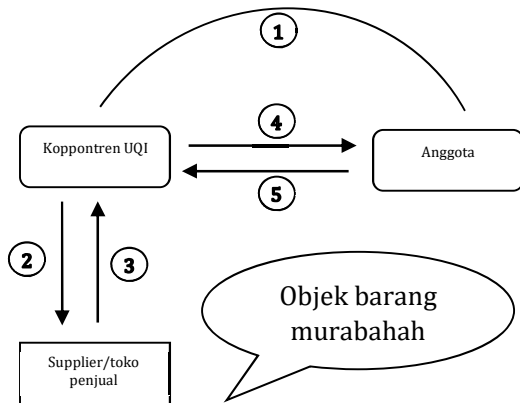 1
Koppontren UQI
4
Anggota
5
2
3
Objek barang
murabahah
Supplier/toko
penjual